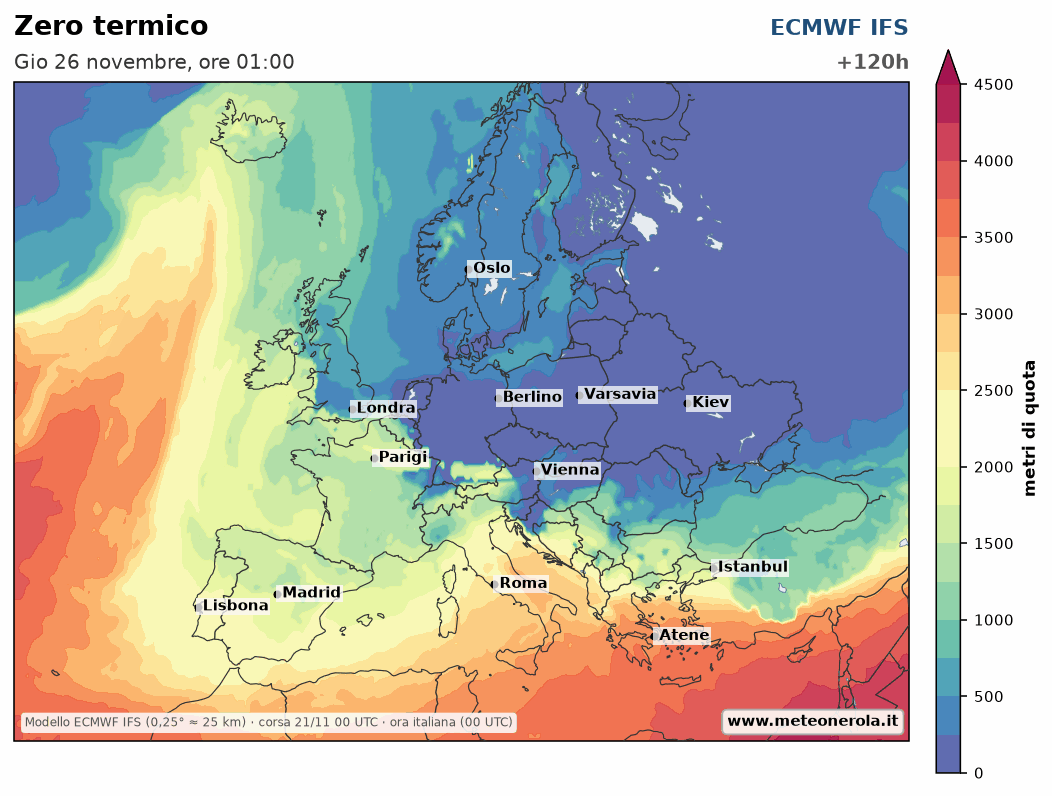 Zero termico
ECMWF IFS
Gio 26 novembre, ore 01:00
+120h
4500
4000
3500
3000
2500
2000
1500
1000
500
0
metri di quota
Oslo
Berlino
Varsavia
Kiev
Londra
Parigi
Vienna
Istanbul
Roma
Madrid
Lisbona
Atene
Modello ECMWF IFS (0,25° ≈ 25 km) · corsa 21/11 00 UTC · ora italiana (00 UTC)
www.meteonerola.it